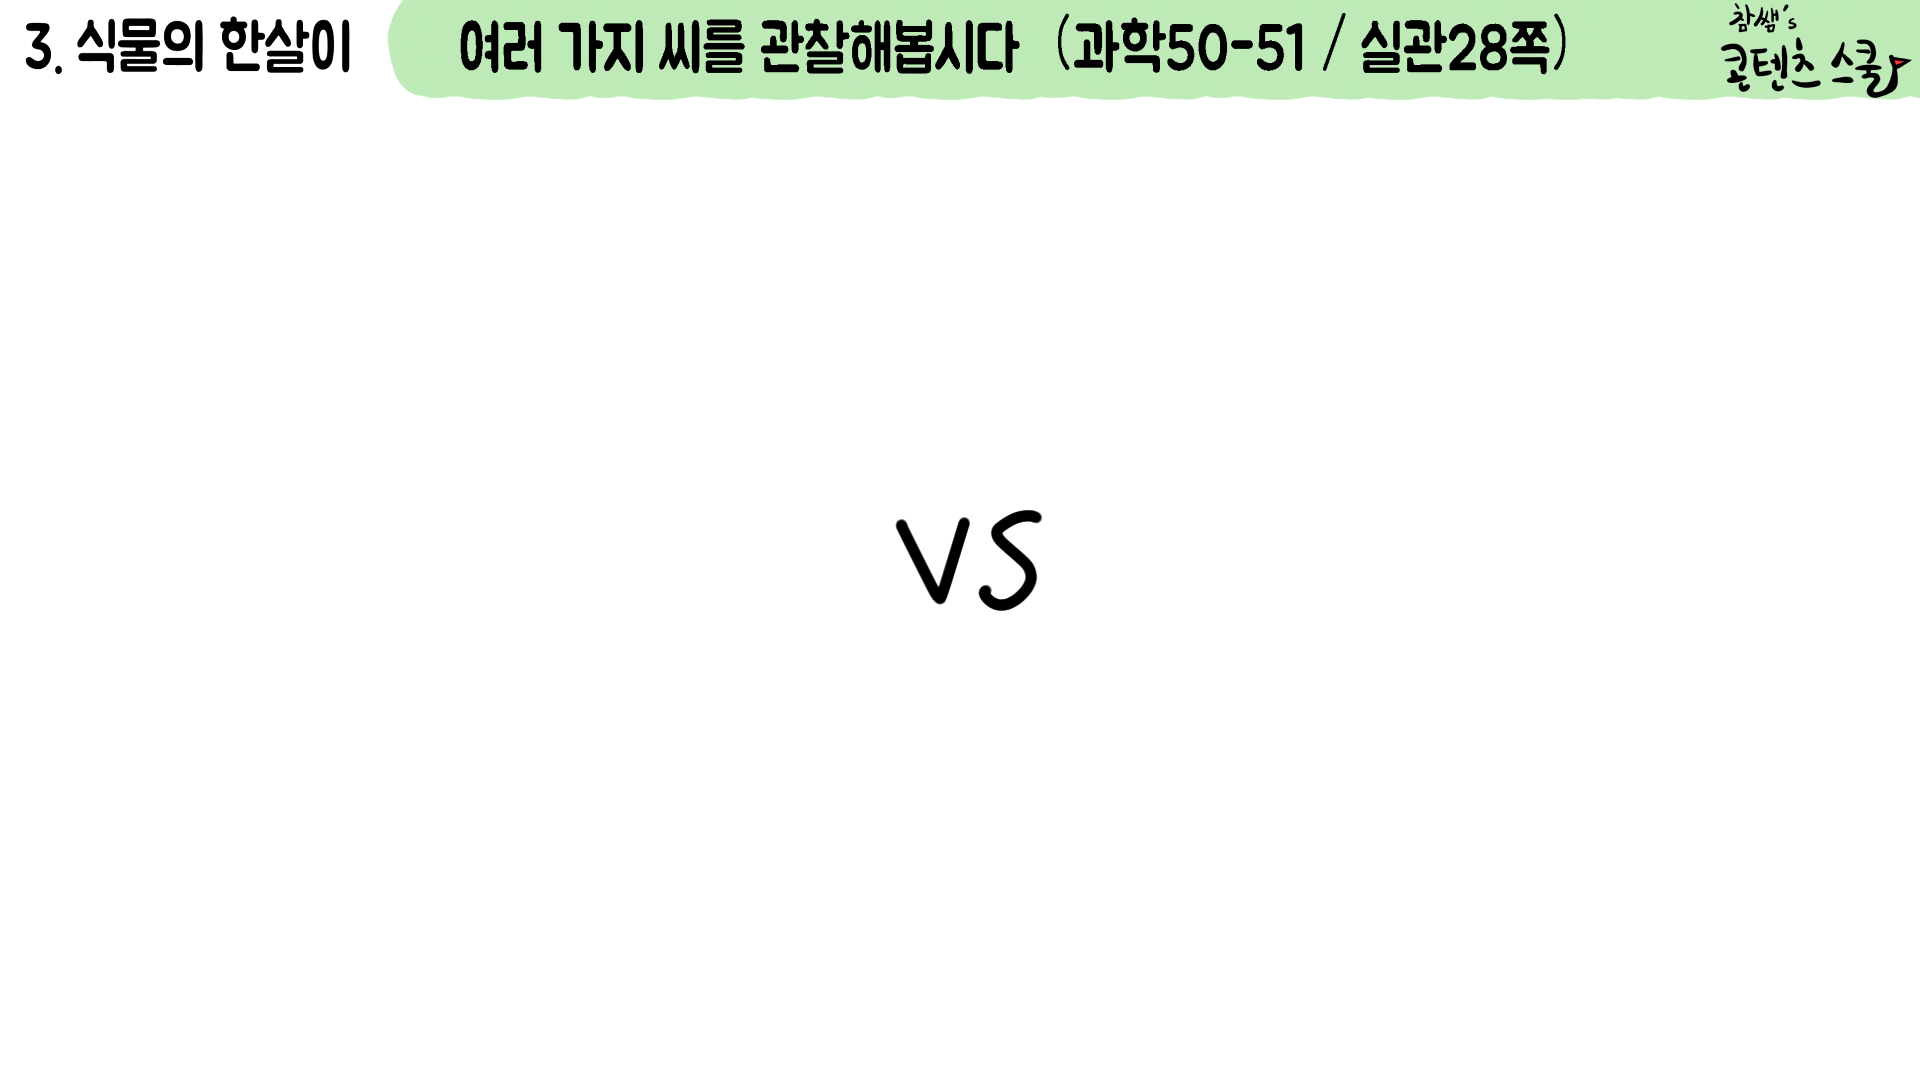 3. 식물의 한살이
여러 가지 씨를 관찰해봅시다 (과학50-51 / 실관28쪽)
참쌤's
콘텐츠 스쿨
VS